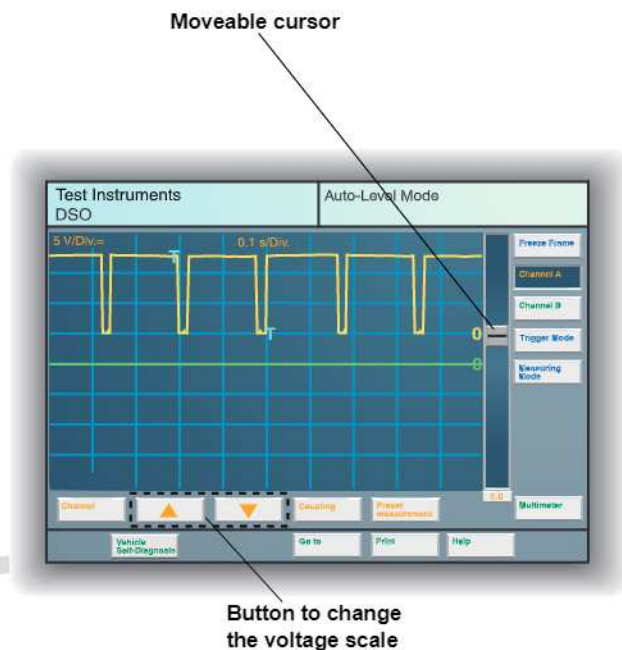 Moveable cursor
Test Instruments
DSO
Auto-Level Mode
5 V/Div.=
0.1 s/Div.
T
T
0
0
Freeze Frame
Channel A
Channel B
Trigger Mode
Measuring
Mode
Channel
Coupling
Preset
measurement
0.0
Multimeter
Vehicle
Self-Diagnosis
Go to
Print
Help
Button to change
the voltage scale